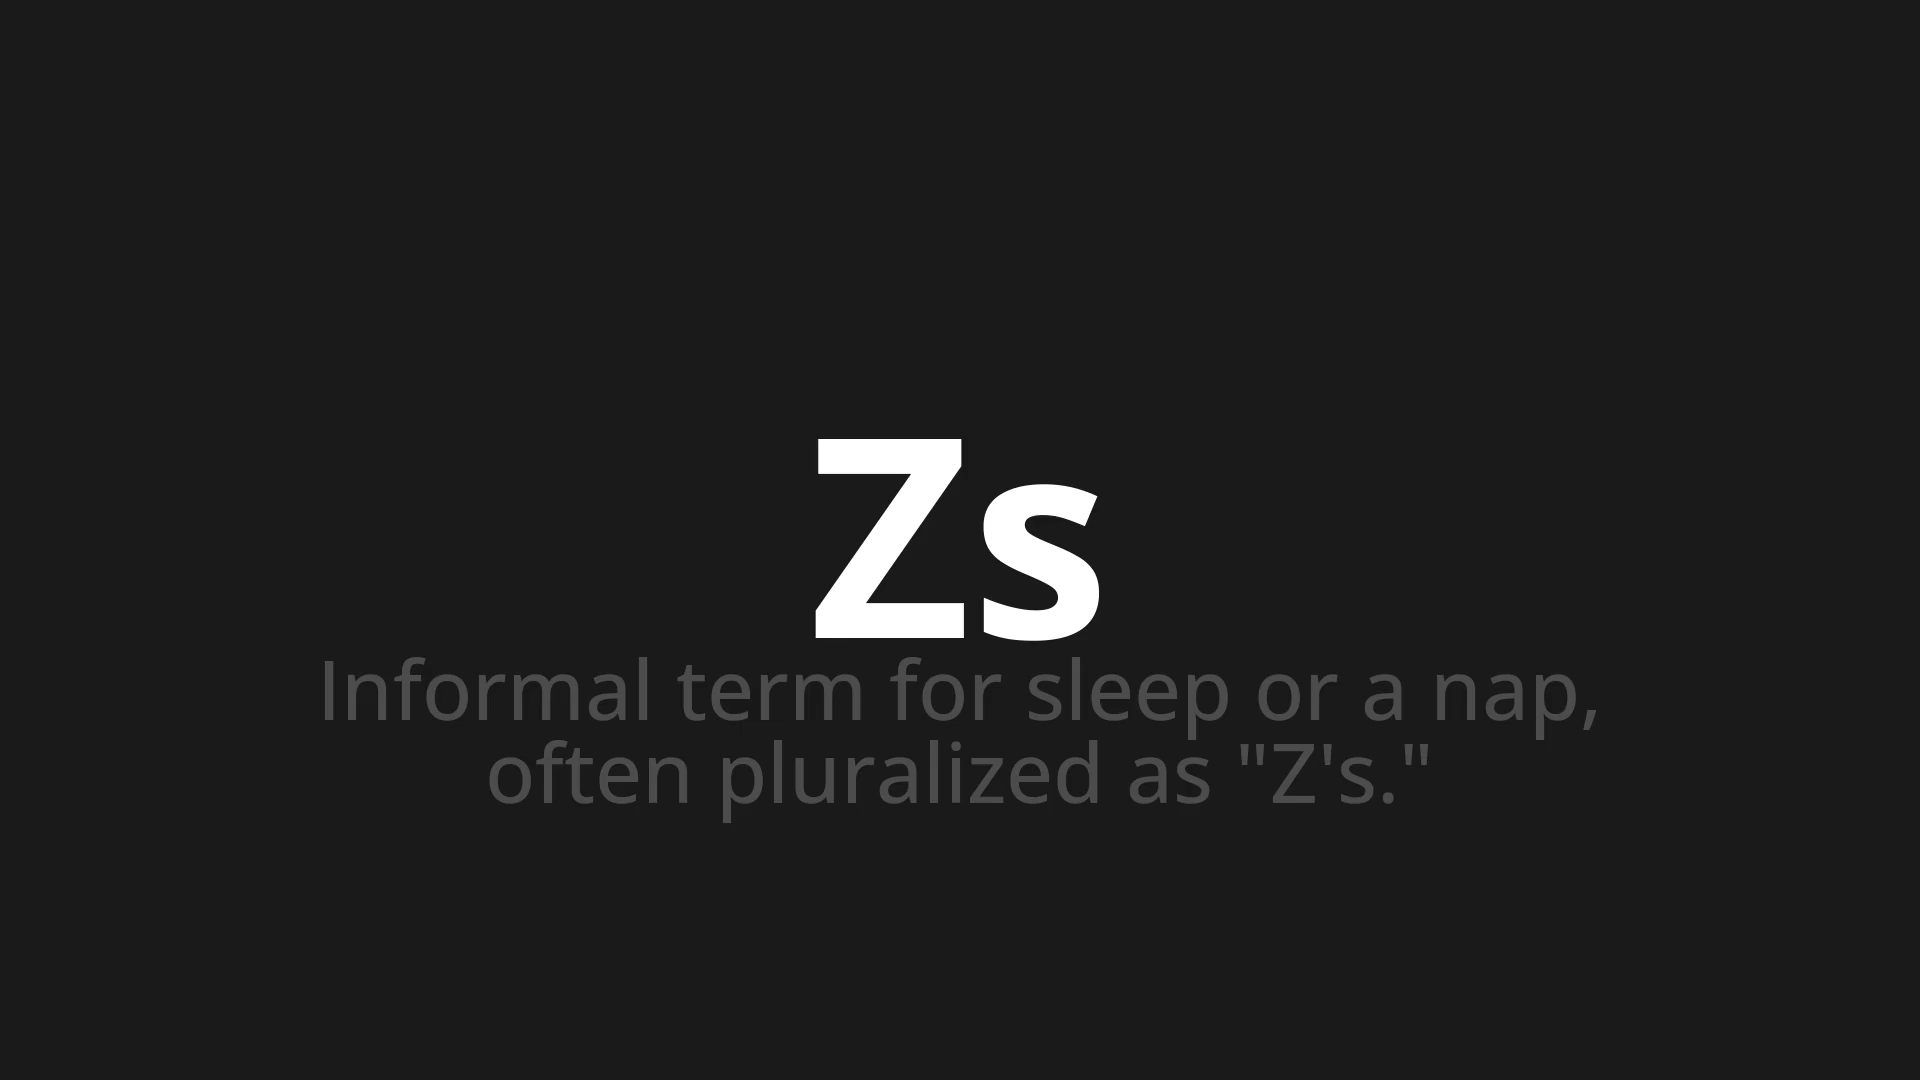 Zs
Informal term for sleep or a nap,
often pluralized as "Z's."